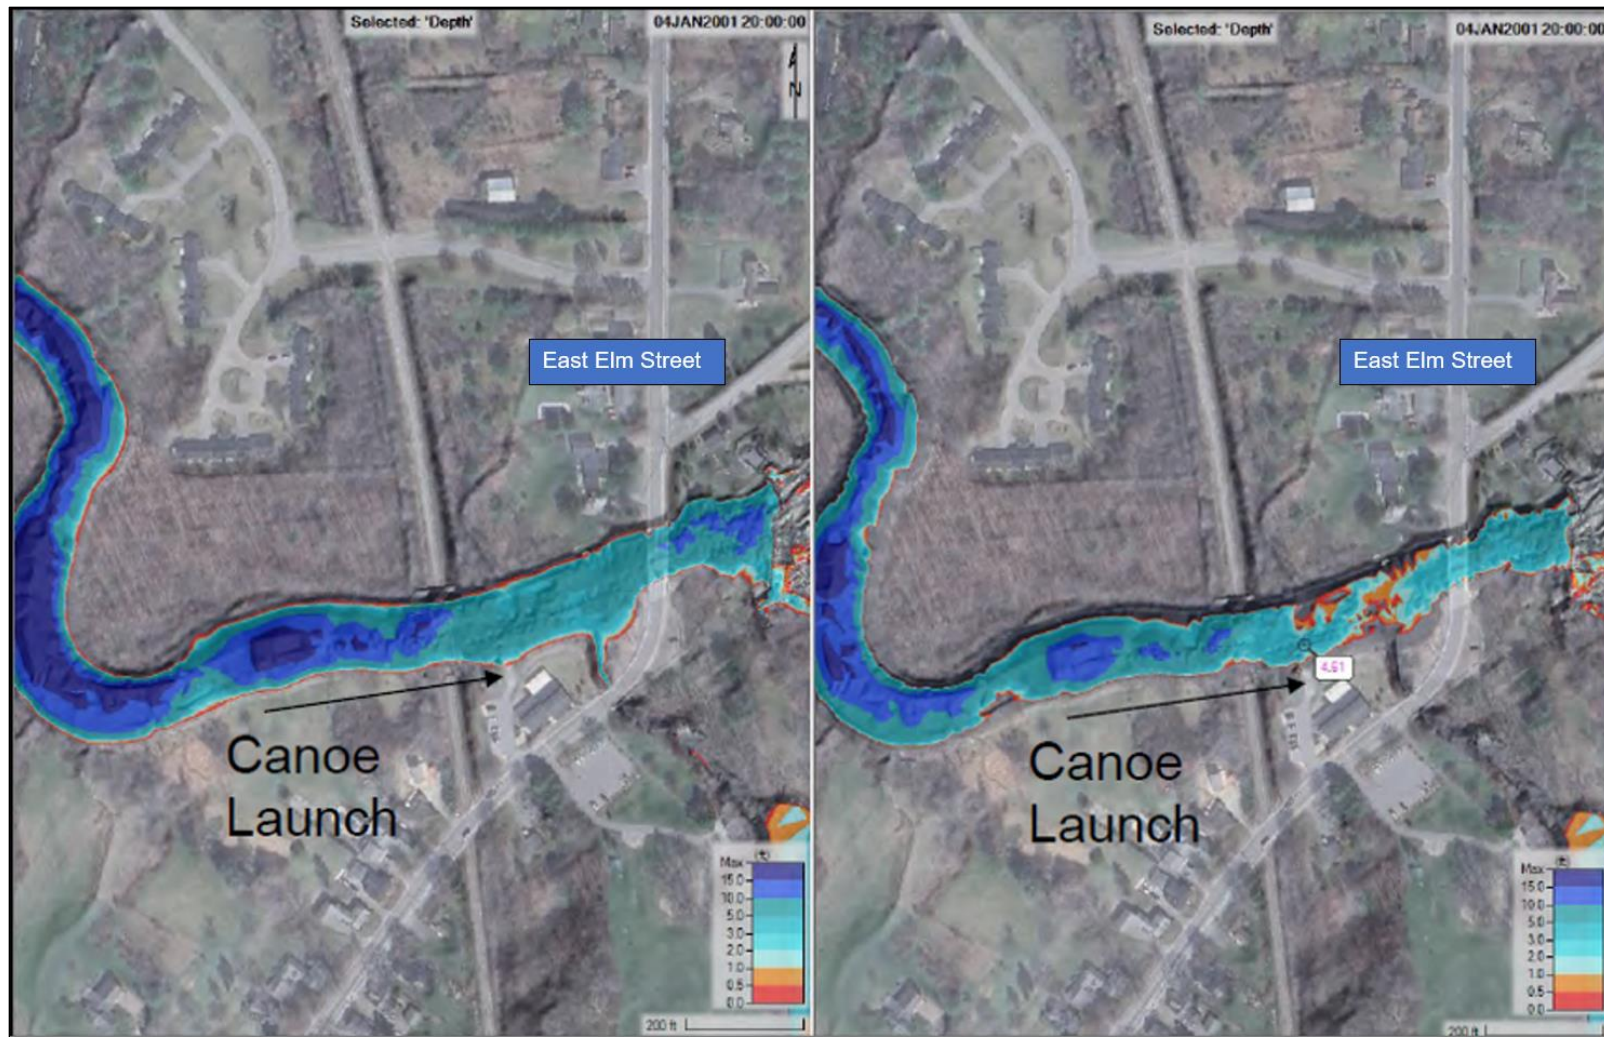 Selected: 'Depth'
04JAN2001 20:00:00
N
East Elm Street
Canoe
Launch
(ft)
Max
15.0
10.0
5.0
3.0
2.0
1.0
0.5
0.0
200 ft
Selected: 'Depth'
04JAN2001 20:00:00
East Elm Street
4.61
Canoe
Launch
(ft)
Max
15.0
10.0
5.0
3.0
2.0
1.0
0.5
0.0
200 ft